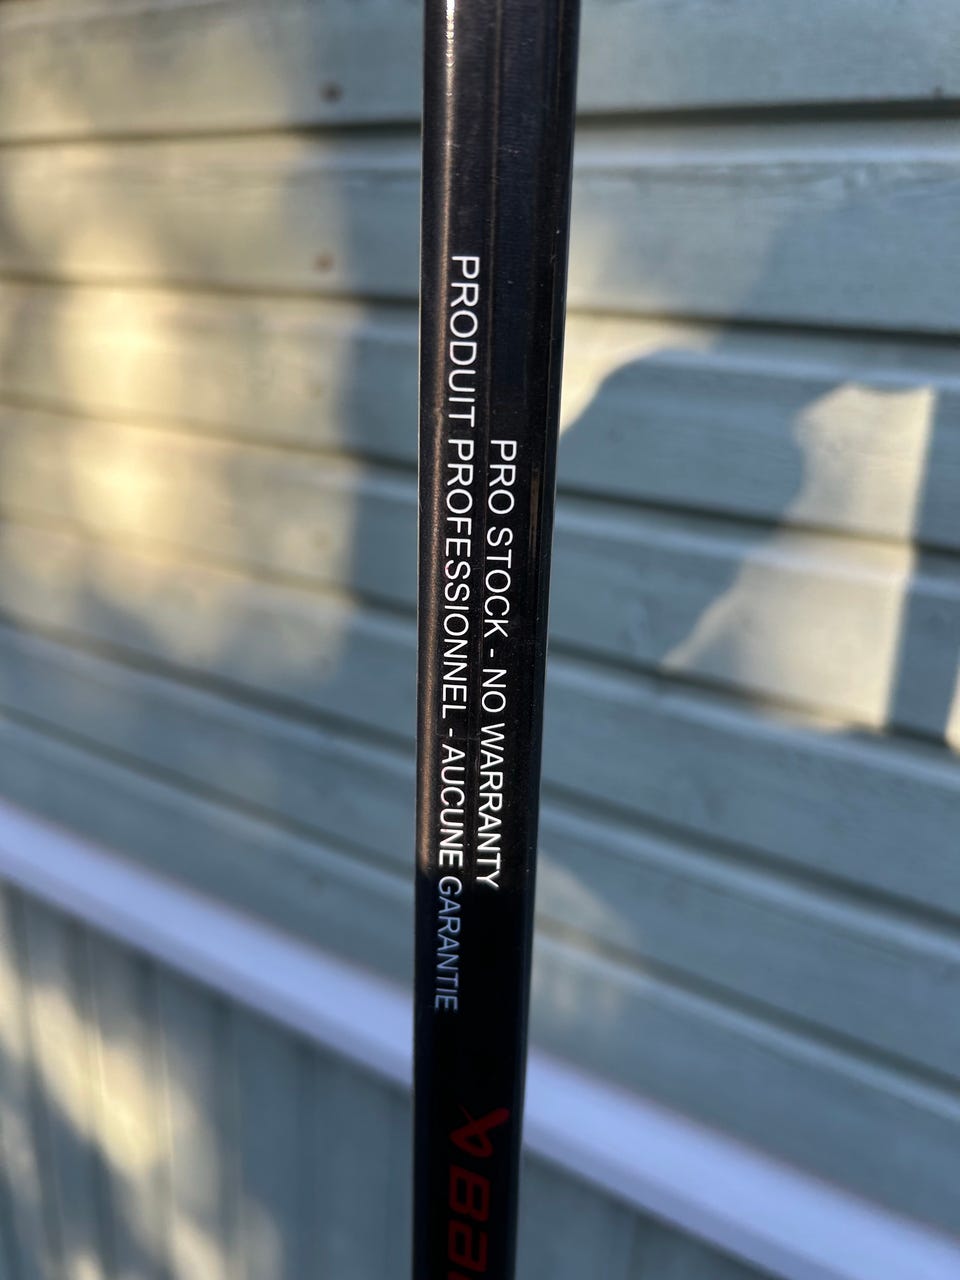 PRO STOCK - NO WARRANTY
PRODUIT PROFESSIONNEL - AUCUNE GARANTIE